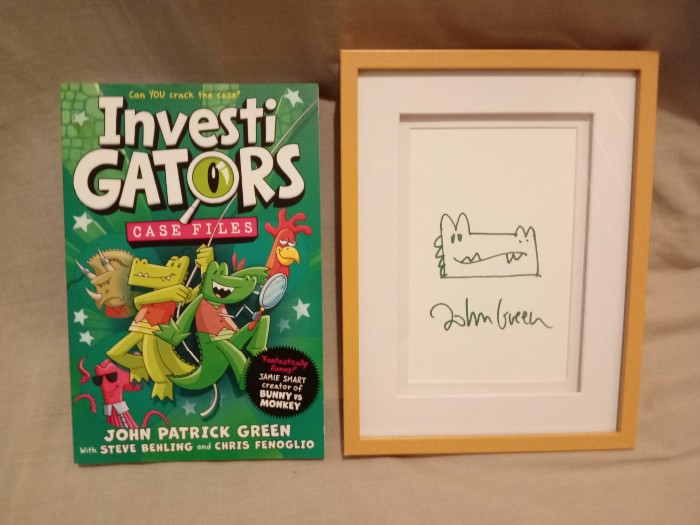 Can YOU crack the case?
Investi
GATORS
CASE FILES
"Fantastically
funny!"
JAMIE SMART
creator of
BUNNY vs
MONKEY
JOHN PATRICK GREEN
With STEVE BEHLING and CHRIS FENOGLIO
John Green